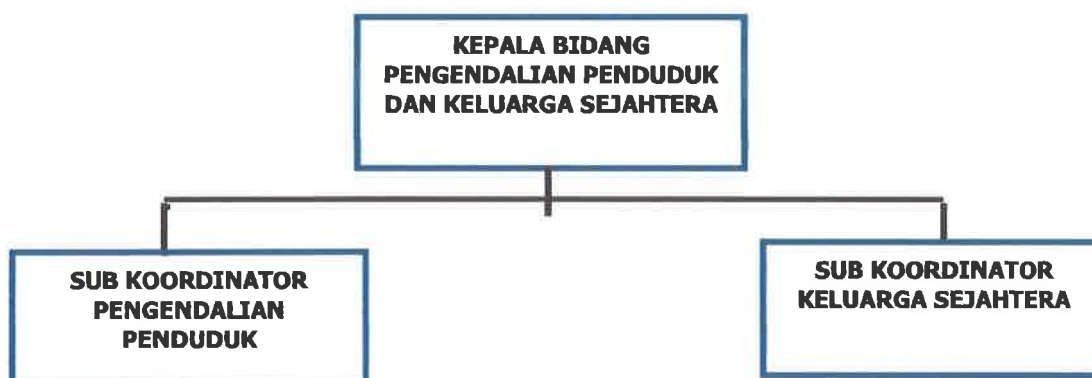 KEPALA BIDANG
PENGENDALIAN PENDUDUK
DAN KELUARGA SEJAHTERA
SUB KOORDINATOR
PENGENDALIAN
PENDUDUK
SUB KOORDINATOR
KELUARGA SEJAHTERA